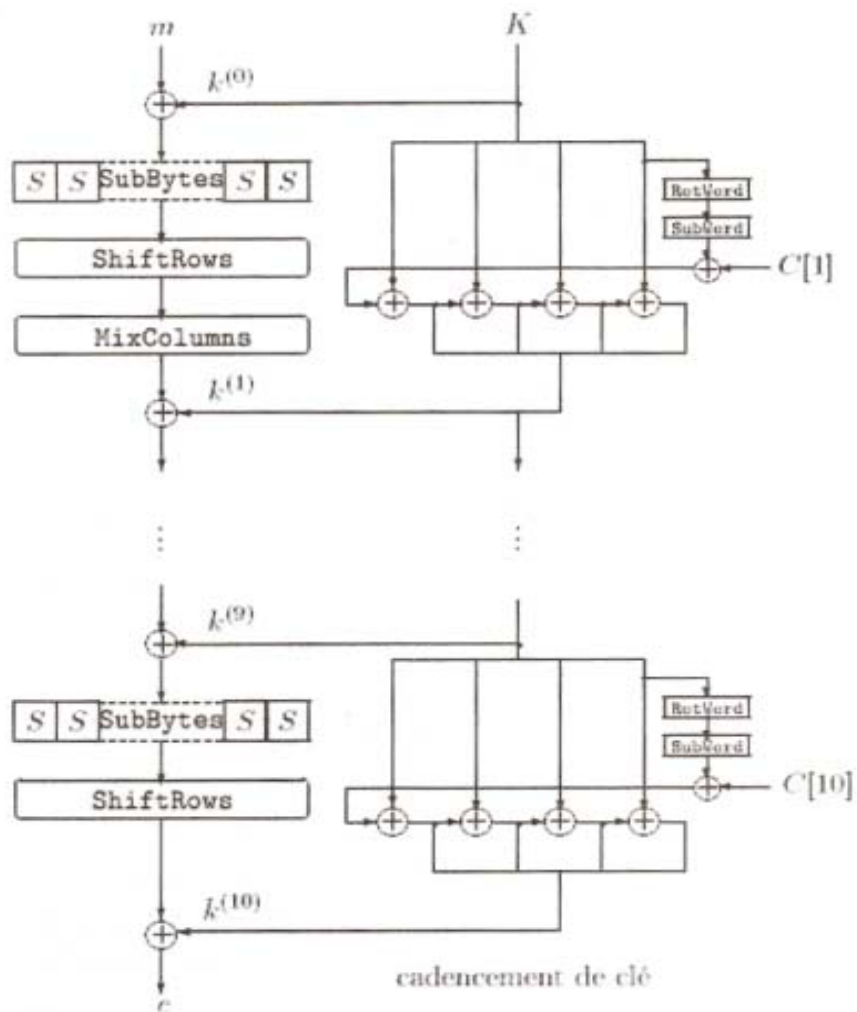 m K
k^(0)
S S SubBytes S S
RotWord
SubWord
ShiftRows
C[1]
MixColumns
k^(1)
⋮ ⋮
k^(9)
S S SubBytes S S
RotWord
SubWord
ShiftRows
C[10]
k^(10)
cadencement de clé
c